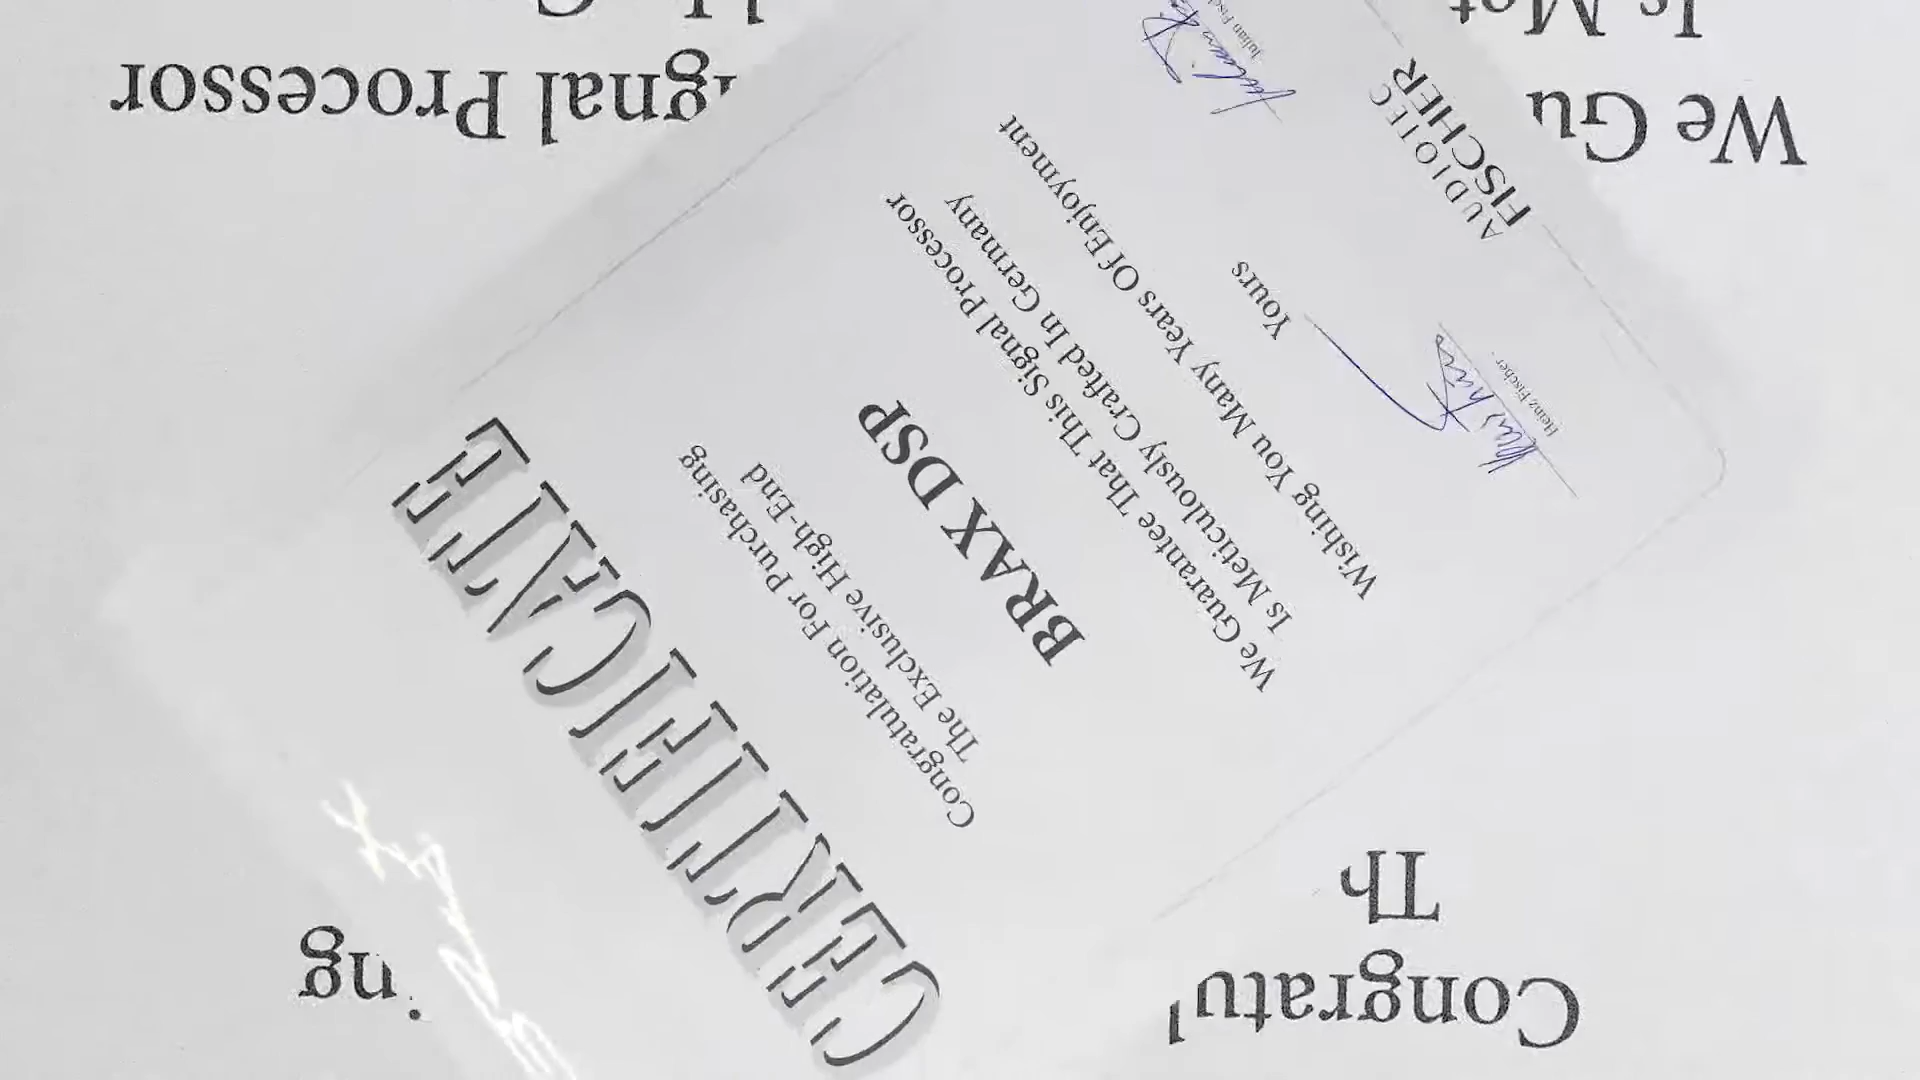 CERTIFICATE
Congratulation For Purchasing
The Exclusive High-End
BRAX DSP
We Guarantee That This Signal Processor
Is Meticulously Crafted In Germany
Wishing You Many Years Of Enjoyment
Yours
Heinz Fischer
AUDIOTEC
FISCHER
Congratu
ng
Th
We Gu
gnal Processor
Is Met